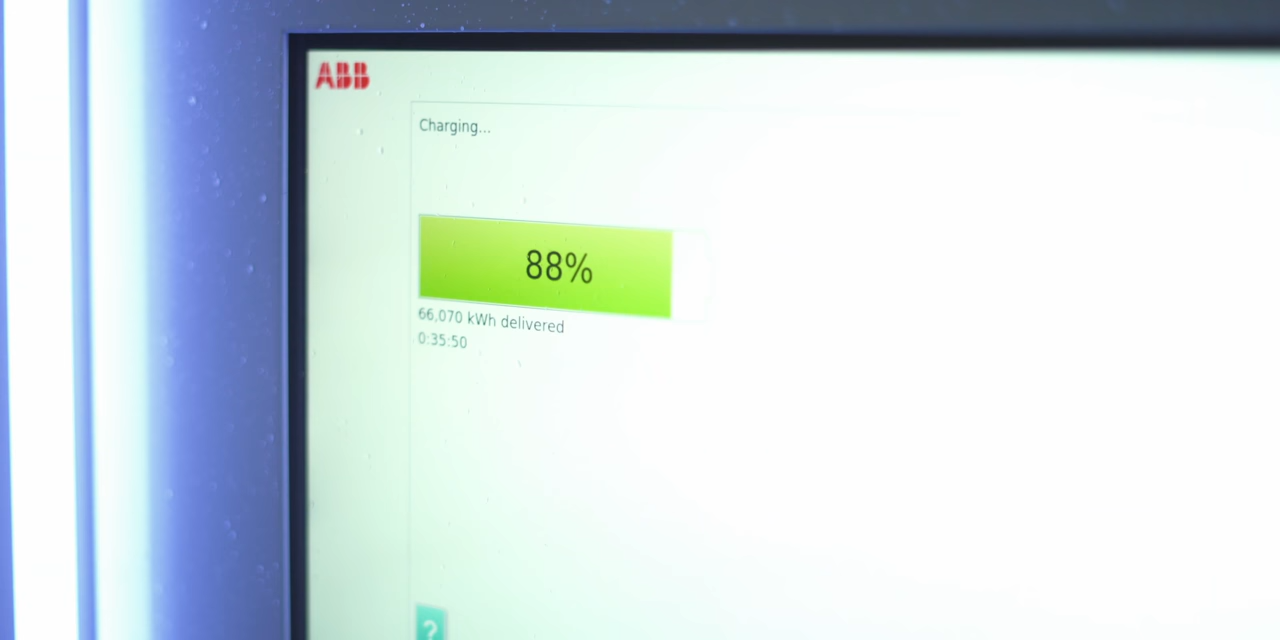 ABB
Charging...
88%
66,070 kWh delivered
0:35:50
?